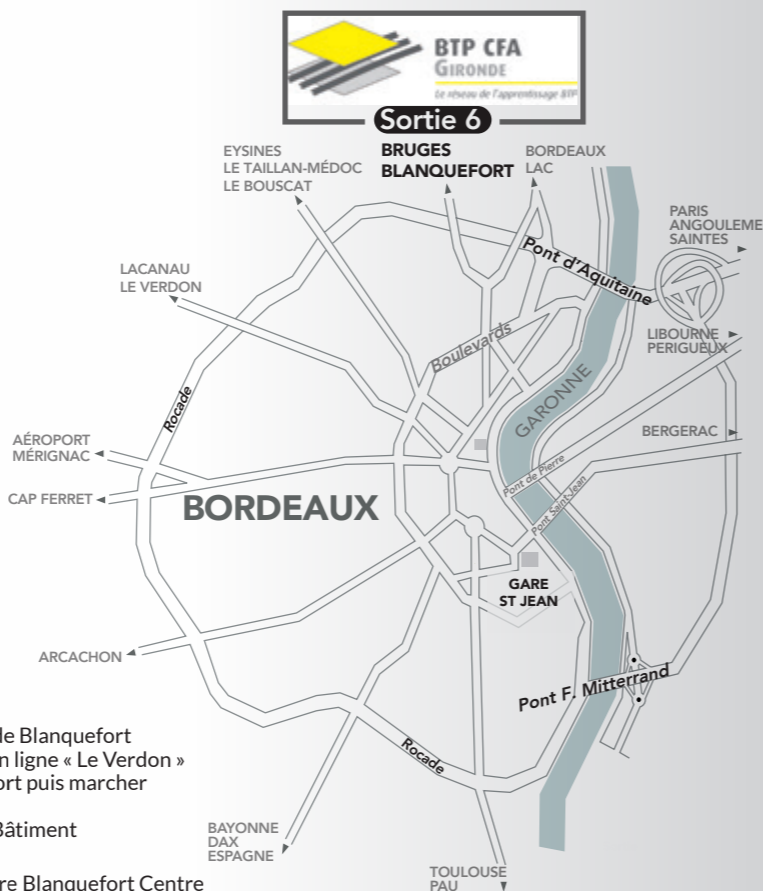 BTP CFA
GIRONDE
Le réseau de l'apprentissage BTP
Sortie 6
EYSINES
LE TAILLAN-MÉDOC
LE BOUSCAT
BRUGES
BLANQUEFORT
BORDEAUX
LAC
PARIS
ANGOULEME
SAINTES
Pont d'Aquitaine
LACANAU
LE VERDON
Boulevards
LIBOURNE
PERIGUEUX
GARONNE
Rocade
BERGERAC
AÉROPORT
MÉRIGNAC
CAP FERRET
BORDEAUX
Pont de Pierre
Pont Saint-Jean
GARE
ST JEAN
ARCACHON
Pont F. Mitterrand
Rocade
de Blanquefort
n ligne « Le Verdon »
ort puis marcher
Bâtiment
BAYONNE
DAX
ESPAGNE
TOULOUSE
PAU
re Blanquefort Centre